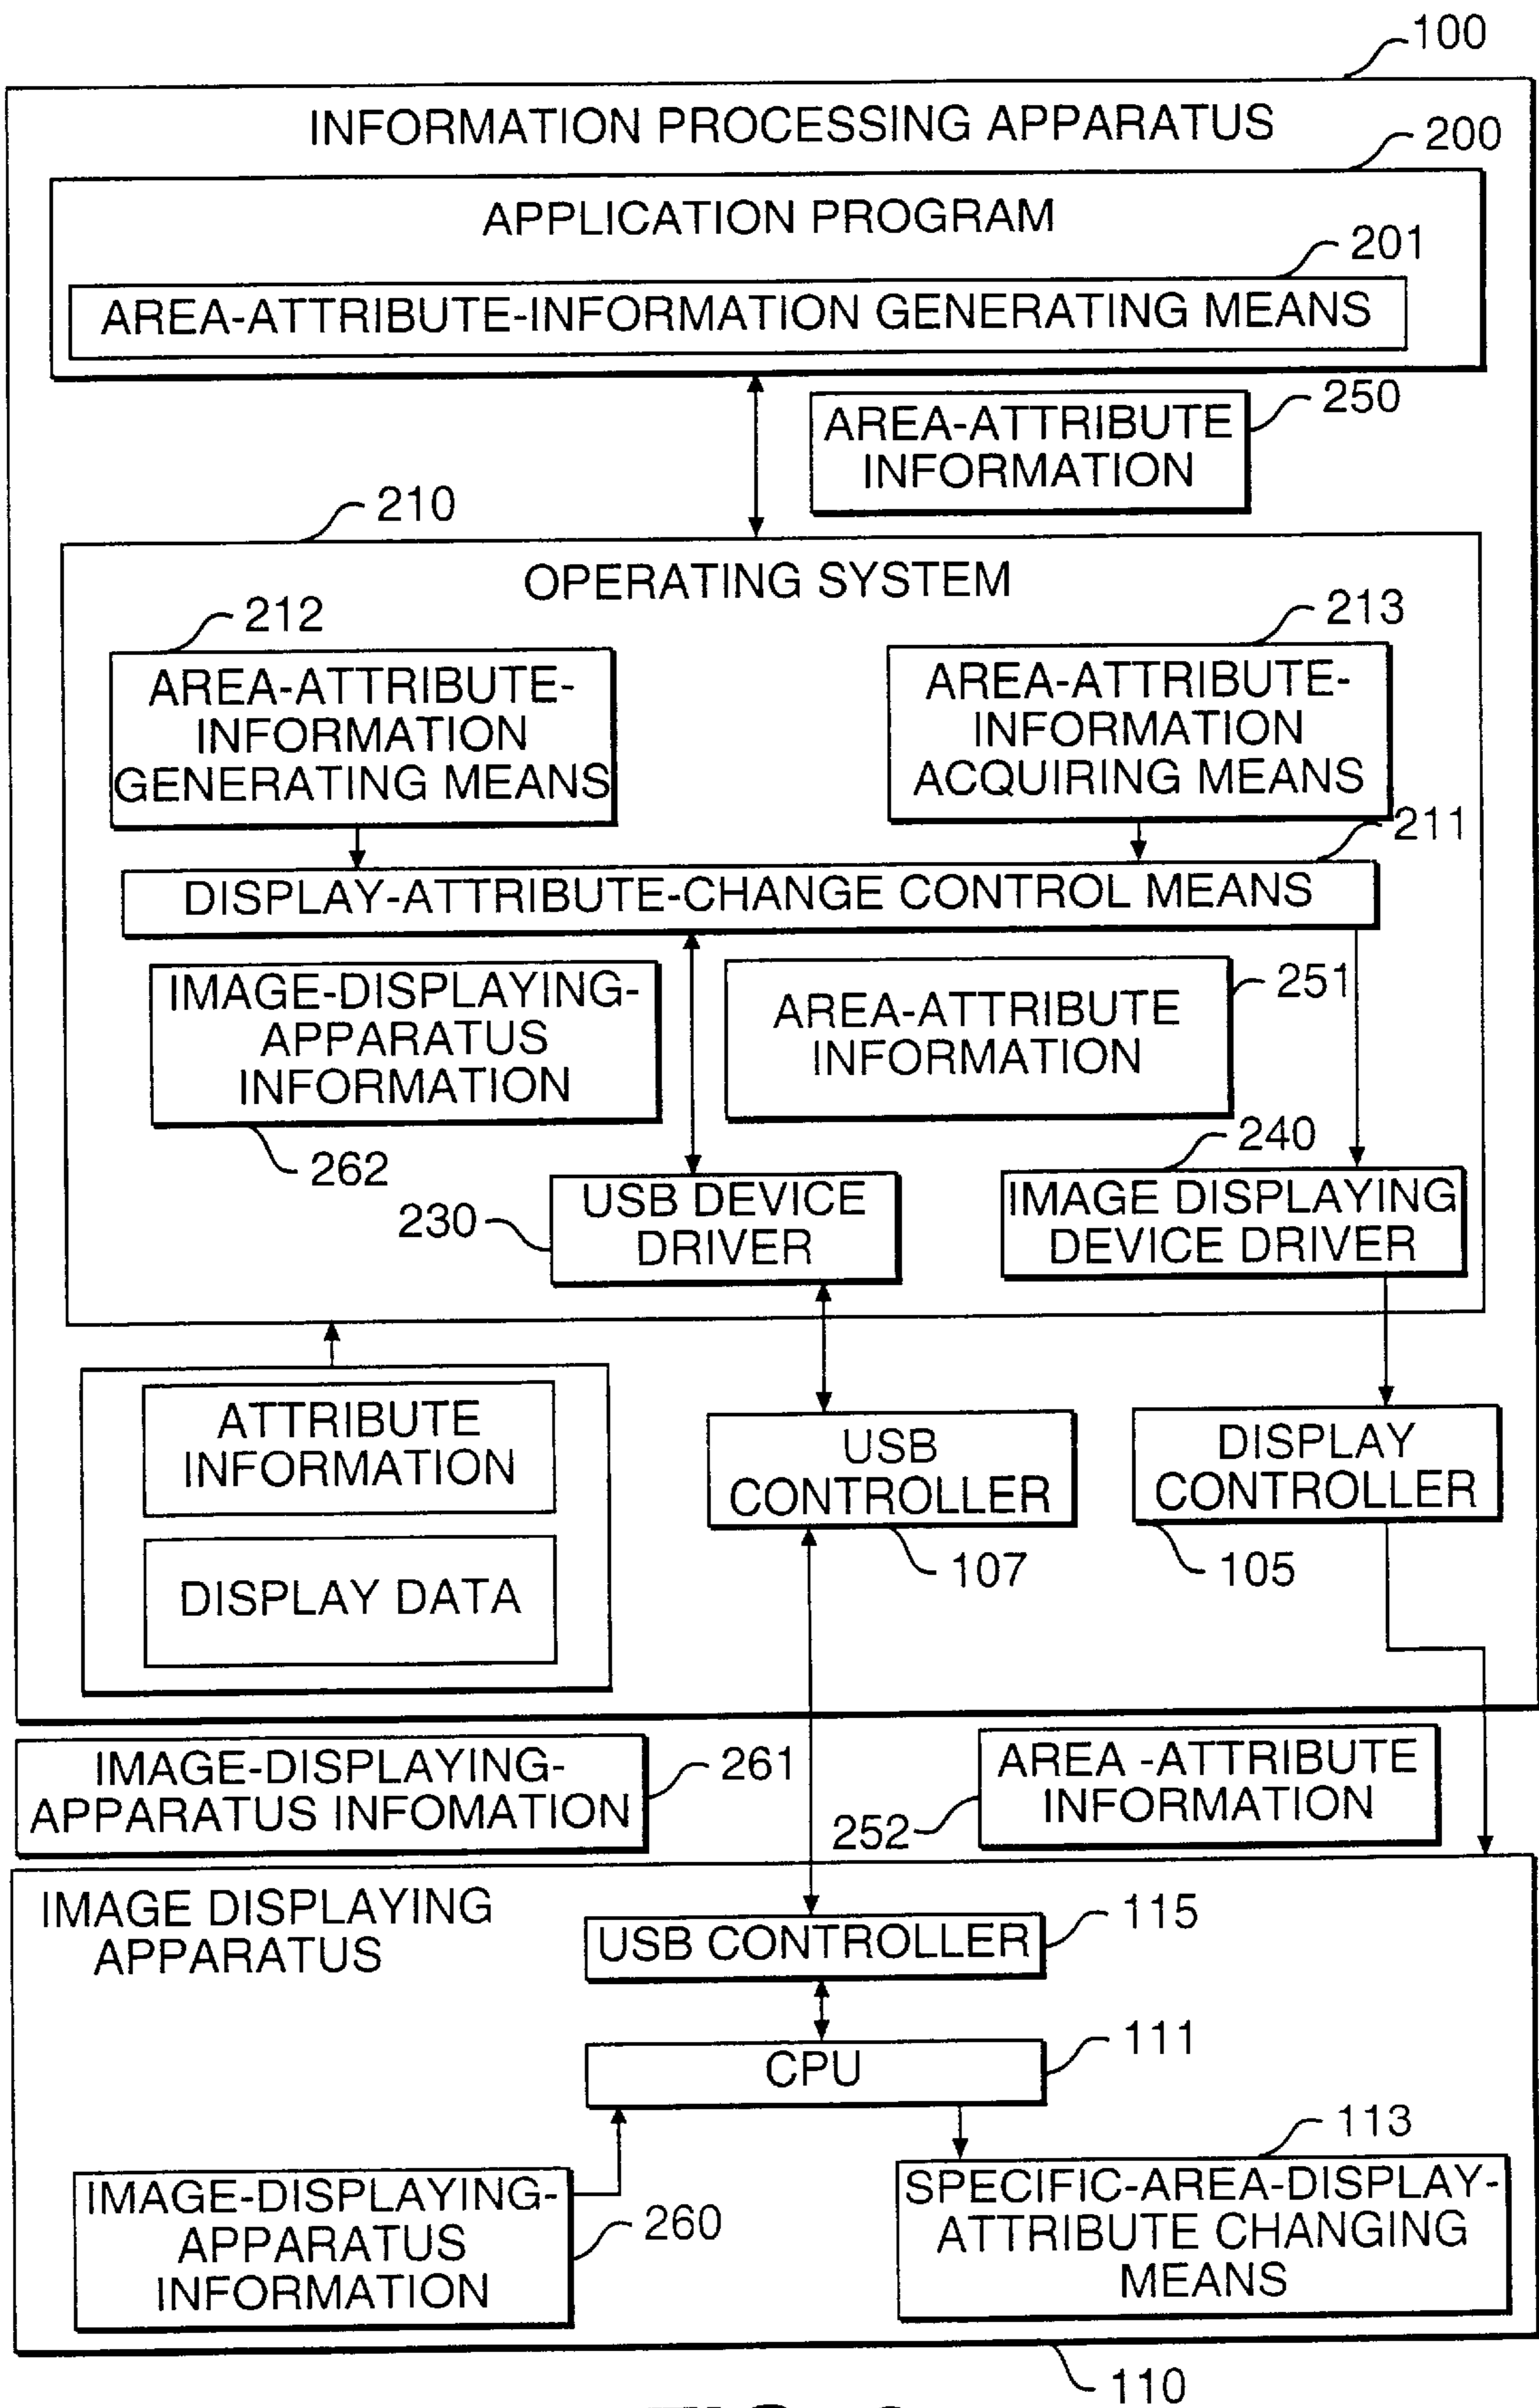 100
INFORMATION PROCESSING APPARATUS
200
APPLICATION PROGRAM
201
AREA-ATTRIBUTE-INFORMATION GENERATING MEANS
250
AREA-ATTRIBUTE
INFORMATION
210
OPERATING SYSTEM
212
AREA-ATTRIBUTE-
INFORMATION
GENERATING MEANS
213
AREA-ATTRIBUTE-
INFORMATION
ACQUIRING MEANS
211
DISPLAY-ATTRIBUTE-CHANGE CONTROL MEANS
IMAGE-DISPLAYING-
APPARATUS
INFORMATION
262
AREA-ATTRIBUTE
INFORMATION
251
240
230
USB DEVICE
DRIVER
IMAGE DISPLAYING
DEVICE DRIVER
ATTRIBUTE
INFORMATION
DISPLAY DATA
USB
CONTROLLER
107
DISPLAY
CONTROLLER
105
IMAGE-DISPLAYING-
APPARATUS INFOMATION
261
AREA -ATTRIBUTE
INFORMATION
252
IMAGE DISPLAYING
APPARATUS
USB CONTROLLER
115
CPU
111
113
IMAGE-DISPLAYING-
APPARATUS
INFORMATION
260
SPECIFIC-AREA-DISPLAY-
ATTRIBUTE CHANGING
MEANS
110